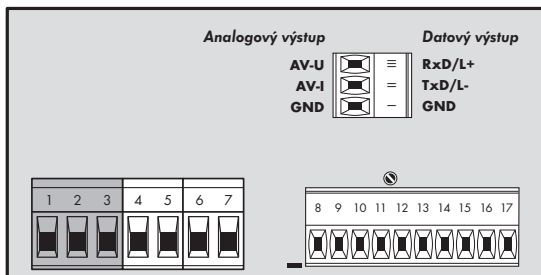 Analogový výstup Datový výstup
AV-U ≡ RxD/L+
AV-I = TxD/L-
GND – GND
1 2 3 4 5 6 7
8 9 10 11 12 13 14 15 16 17